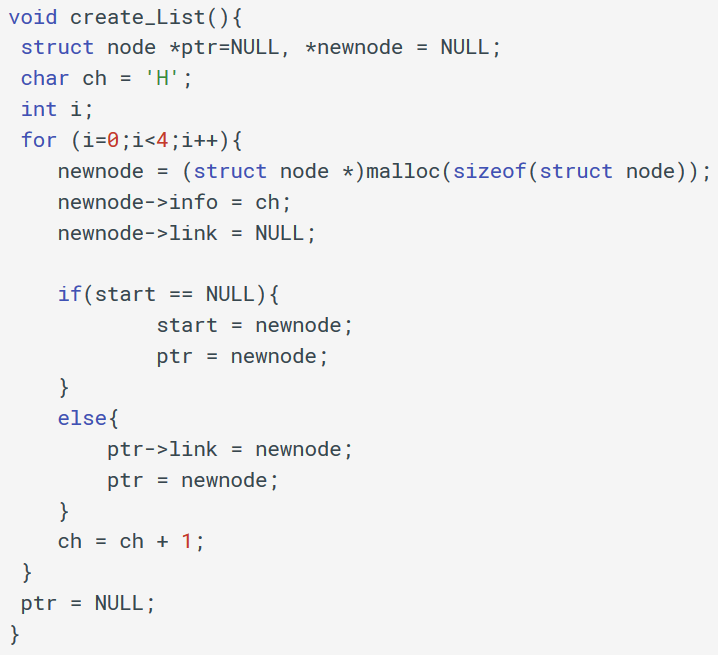 void create_List(){
 struct node *ptr=NULL, *newnode = NULL;
 char ch = 'H';
 int i;
 for (i=0;i<4;i++){
    newnode = (struct node *)malloc(sizeof(struct node));
    newnode->info = ch;
    newnode->link = NULL;

    if(start == NULL){
            start = newnode;
            ptr = newnode;
    }
    else{
        ptr->link = newnode;
        ptr = newnode;
    }
    ch = ch + 1;
 }
 ptr = NULL;
}